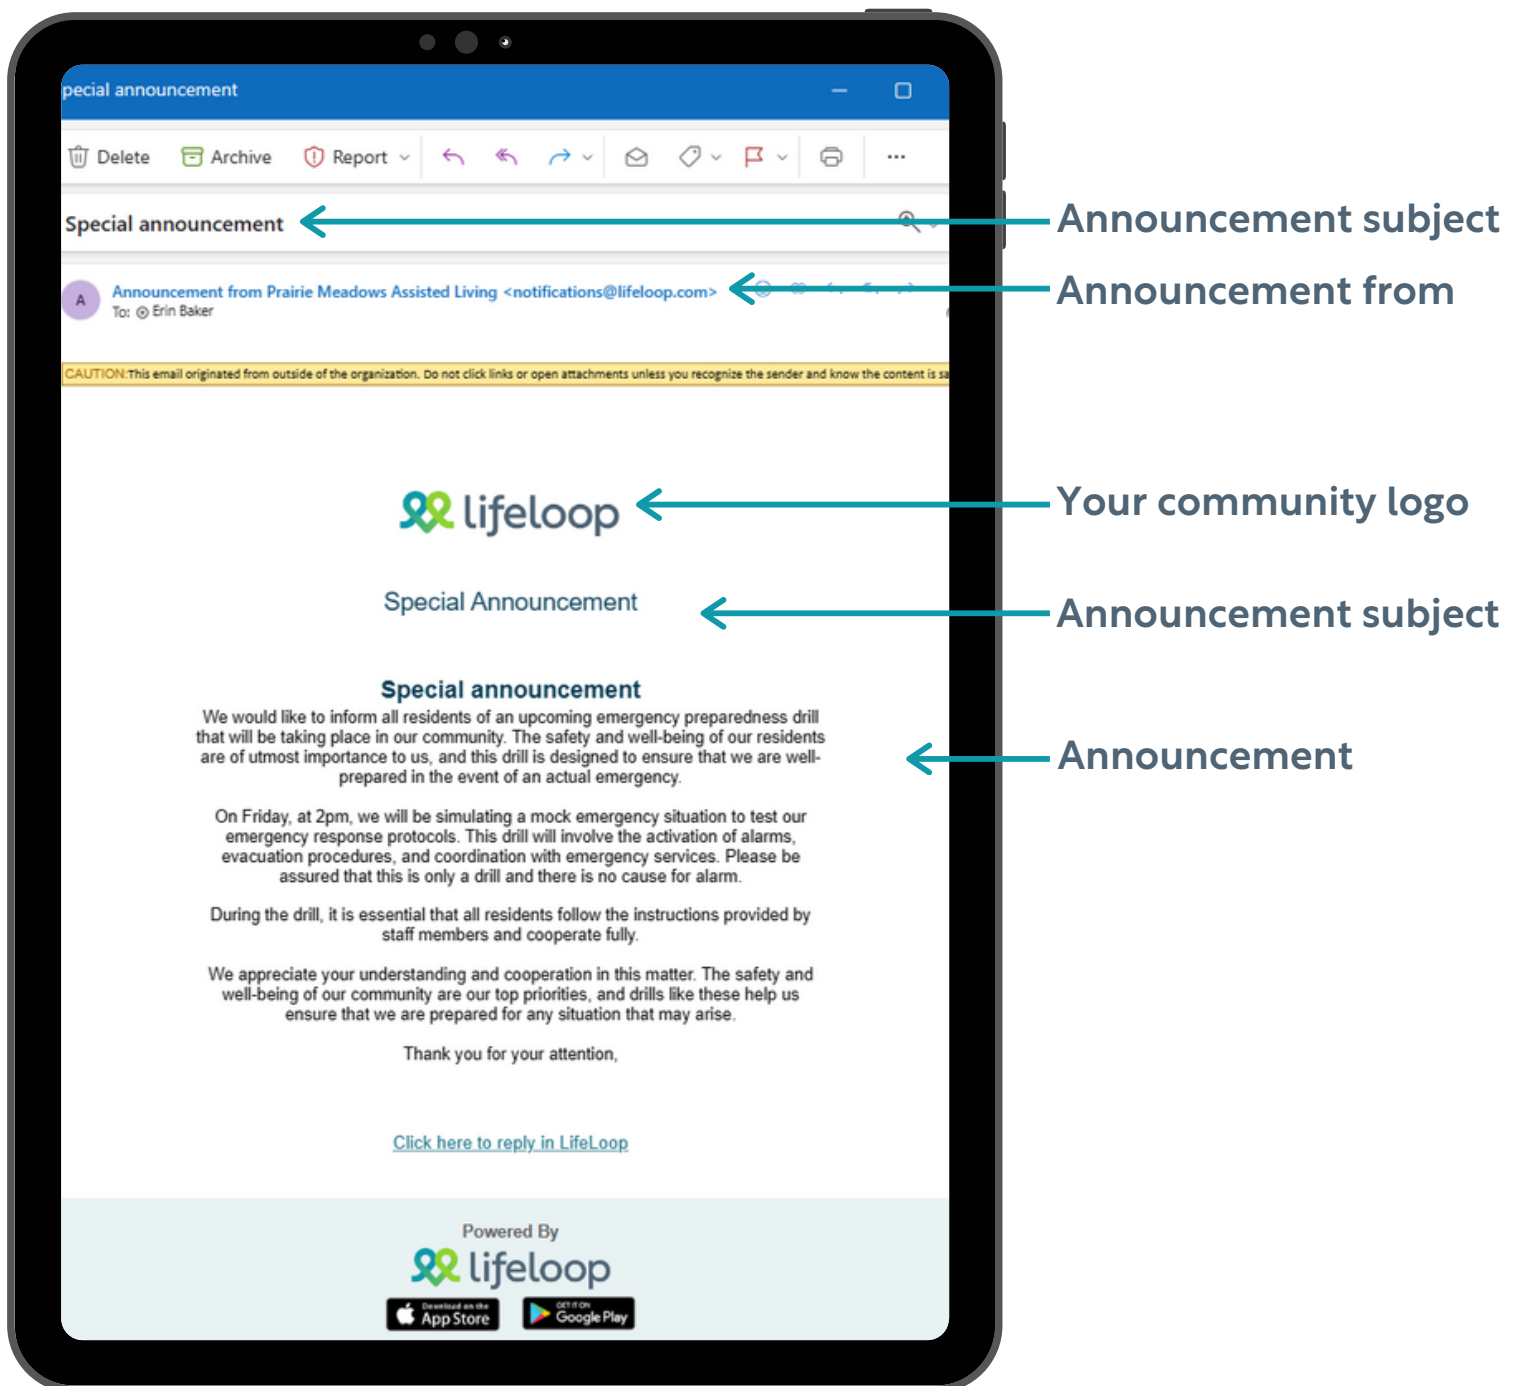 pecial announcement
Delete Archive Report
Special announcement
Announcement subject
A
Announcement from Prairie Meadows Assisted Living <notifications@lifeloop.com>
Announcement from
To: Erin Baker
CAUTION:This email originated from outside of the organization. Do not click links or open attachments unless you recognize the sender and know the content is sa
lifeloop
Your community logo
Special Announcement
Announcement subject
Special announcement
We would like to inform all residents of an upcoming emergency preparedness drill
that will be taking place in our community. The safety and well-being of our residents
are of utmost importance to us, and this drill is designed to ensure that we are well-
prepared in the event of an actual emergency.
Announcement
On Friday, at 2pm, we will be simulating a mock emergency situation to test our
emergency response protocols. This drill will involve the activation of alarms,
evacuation procedures, and coordination with emergency services. Please be
assured that this is only a drill and there is no cause for alarm.
During the drill, it is essential that all residents follow the instructions provided by
staff members and cooperate fully.
We appreciate your understanding and cooperation in this matter. The safety and
well-being of our community are our top priorities, and drills like these help us
ensure that we are prepared for any situation that may arise.
Thank you for your attention,
Click here to reply in LifeLoop
Powered By
lifeloop
Download on the
App Store
GET IT ON
Google Play